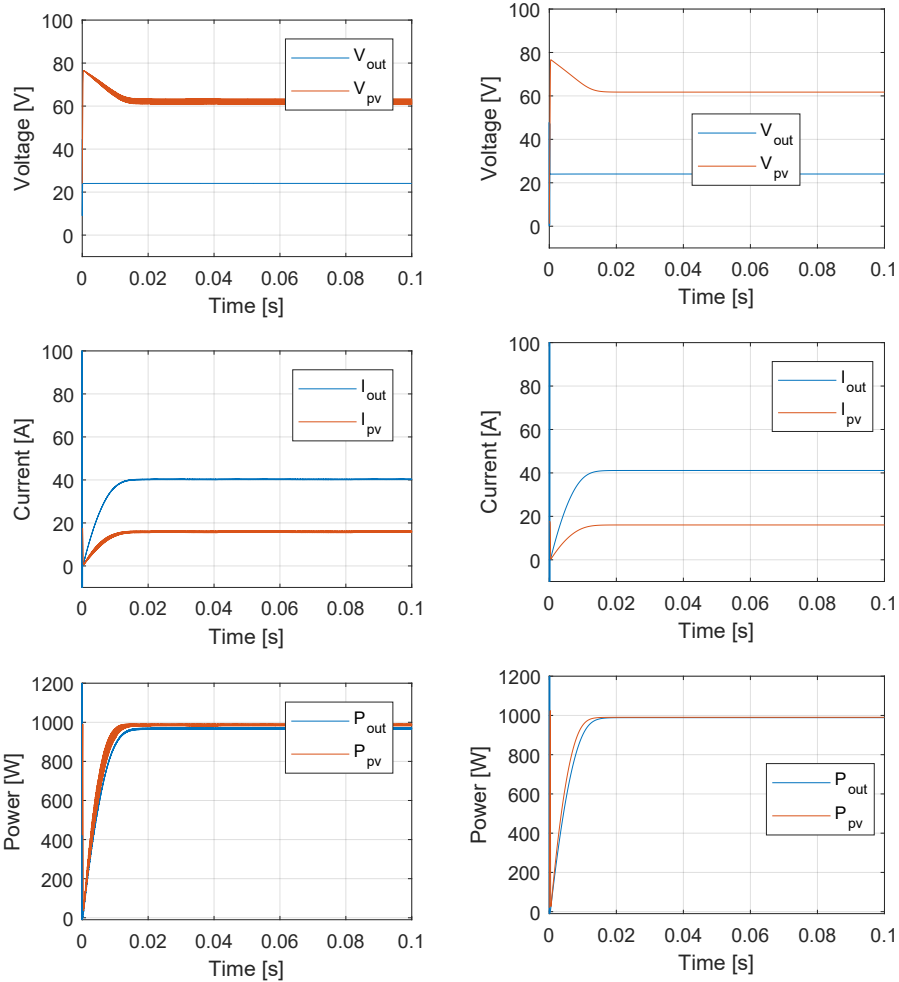 Voltage [V]
100
80
60
40
20
0
V_out
V_pv
0 0.02 0.04 0.06 0.08 0.1
Time [s]
Voltage [V]
100
80
60
40
20
0
V_out
V_pv
0 0.02 0.04 0.06 0.08 0.1
Time [s]
Current [A]
100
80
60
40
20
0
I_out
I_pv
0 0.02 0.04 0.06 0.08 0.1
Time [s]
Current [A]
100
80
60
40
20
0
I_out
I_pv
0 0.02 0.04 0.06 0.08 0.1
Time [s]
Power [W]
1200
1000
800
600
400
200
0
P_out
P_pv
0 0.02 0.04 0.06 0.08 0.1
Time [s]
Power [W]
1200
1000
800
600
400
200
0
P_out
P_pv
0 0.02 0.04 0.06 0.08 0.1
Time [s]